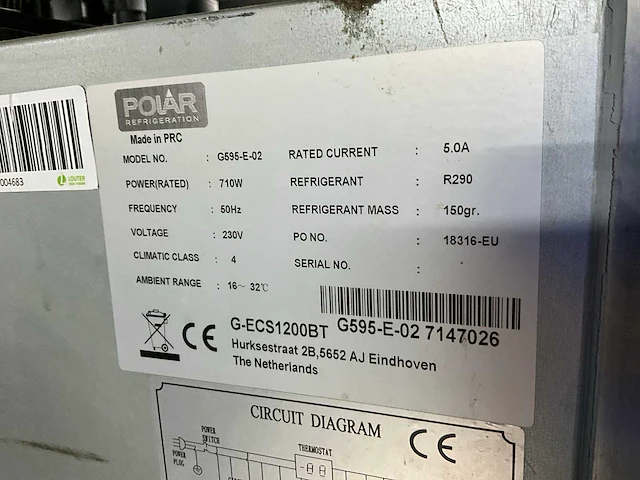 POLAR
REFRIGERATION
Made in PRC
MODEL NO. : G595-E-02
POWER(RATED) : 710W
FREQUENCY : 50Hz
VOLTAGE : 230V
CLIMATIC CLASS : 4
AMBIENT RANGE : 16~ 32℃
RATED CURRENT : 5.0A
REFRIGERANT : R290
REFRIGERANT MASS : 150gr.
PO NO. : 18316-EU
SERIAL NO. :
CE G-ECS1200BT G595-E-02 7147026
Hurksestraat 2B,5652 AJ Eindhoven
The Netherlands
004683
LOUTER
CIRCUIT DIAGRAM CE
POWER
SWITCH
POWER
PLUG
THERMOSTAT